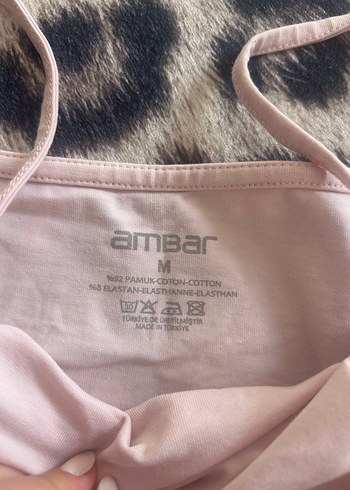 ambar
M
%92 PAMUK-COTON-COTTON
%8 ELASTAN-ELASTHANNE-ELASTHAN
30
TÜRKİYE'DE ÜRETİLMİŞTİR
MADE IN TÜRKİYE